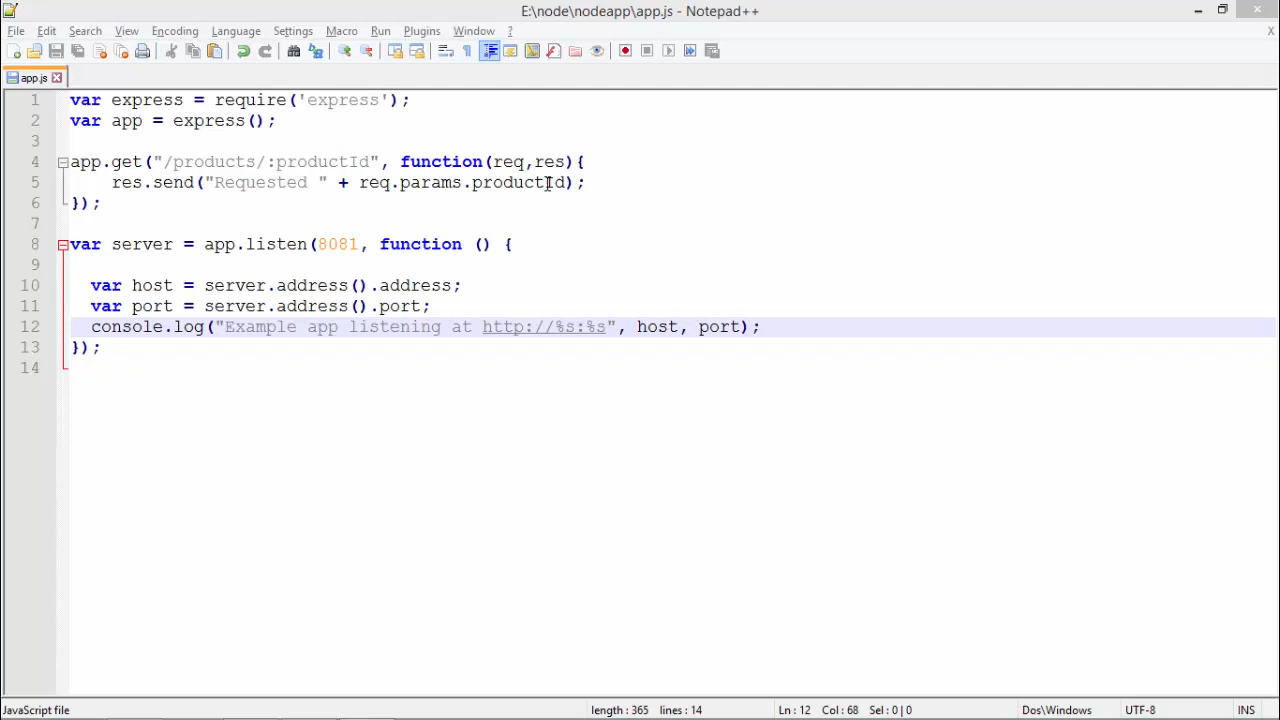 E:\node\nodeapp\app.js - Notepad++
File Edit Search View Encoding Language Settings Macro Run Plugins Window ? X
app.js
1 var express = require('express');
2 var app = express();
3
4 app.get("/products/:productId", function(req,res){
5 res.send("Requested " + req.params.productId);
6 });
7
8 var server = app.listen(8081, function () {
9
10 var host = server.address().address;
11 var port = server.address().port;
12 console.log("Example app listening at http://%s:%s", host, port);
13 });
14
JavaScript file length: 365 lines: 14 Ln: 12 Col: 68 Sel: 0 | 0 Dos\Windows UTF-8 INS